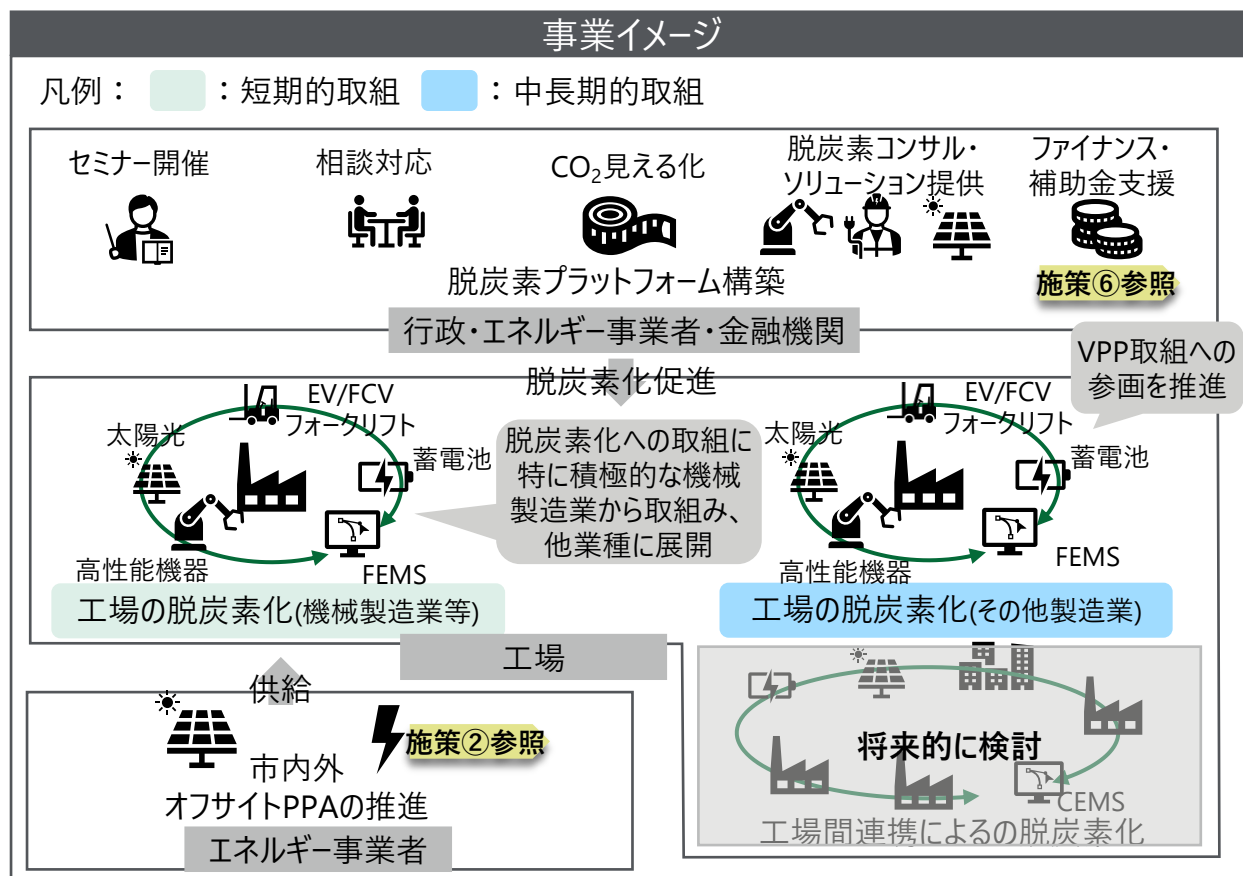 事業イメージ
凡例：　：短期的取組　：中長期的取組
セミナー開催
相談対応
CO₂見える化
脱炭素コンサル・
ソリューション提供
ファイナンス・
補助金支援
脱炭素プラットフォーム構築
施策⑥参照
行政・エネルギー事業者・金融機関
脱炭素化促進
VPP取組への
参画を推進
EV/FCV
フォークリフト
太陽光
蓄電池
高性能機器
FEMS
工場の脱炭素化(機械製造業等)
脱炭素化への取組に
特に積極的な機械
製造業から取組み、
他業種に展開
EV/FCV
フォークリフト
太陽光
蓄電池
高性能機器
FEMS
工場の脱炭素化(その他製造業)
工場
供給
施策②参照
市内外
オフサイトPPAの推進
エネルギー事業者
将来的に検討
CEMS
工場間連携によるの脱炭素化